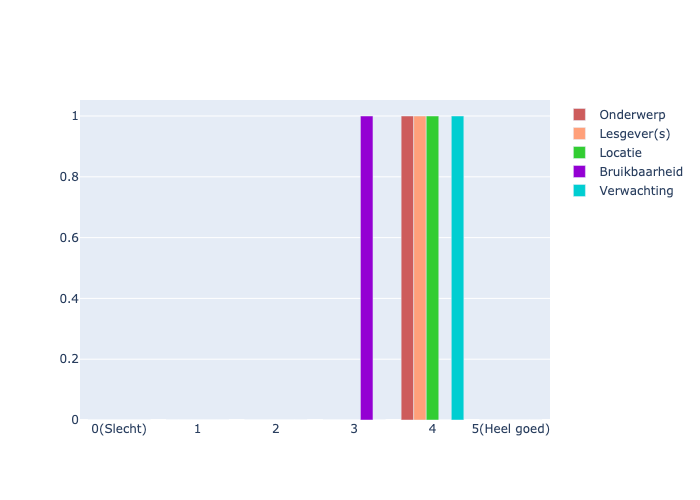 1
0.8
0.6
0.4
0.2
0
0(Slecht) 1 2 3 4 5(Heel goed)
Onderwerp
Lesgever(s)
Locatie
Bruikbaarheid
Verwachting